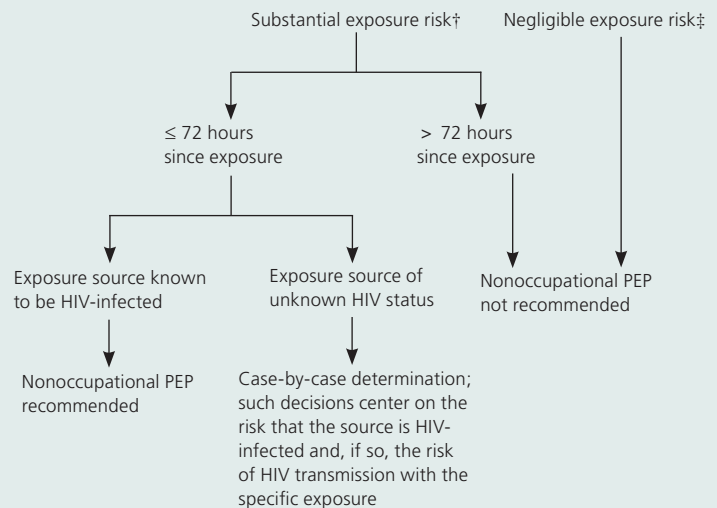 Substantial exposure risk†
Negligible exposure risk‡
≤ 72 hours
since exposure
> 72 hours
since exposure
Exposure source known
to be HIV-infected
Exposure source of
unknown HIV status
Nonoccupational PEP
not recommended
Nonoccupational PEP
recommended
Case-by-case determination;
such decisions center on the
risk that the source is HIV-
infected and, if so, the risk
of HIV transmission with the
specific exposure